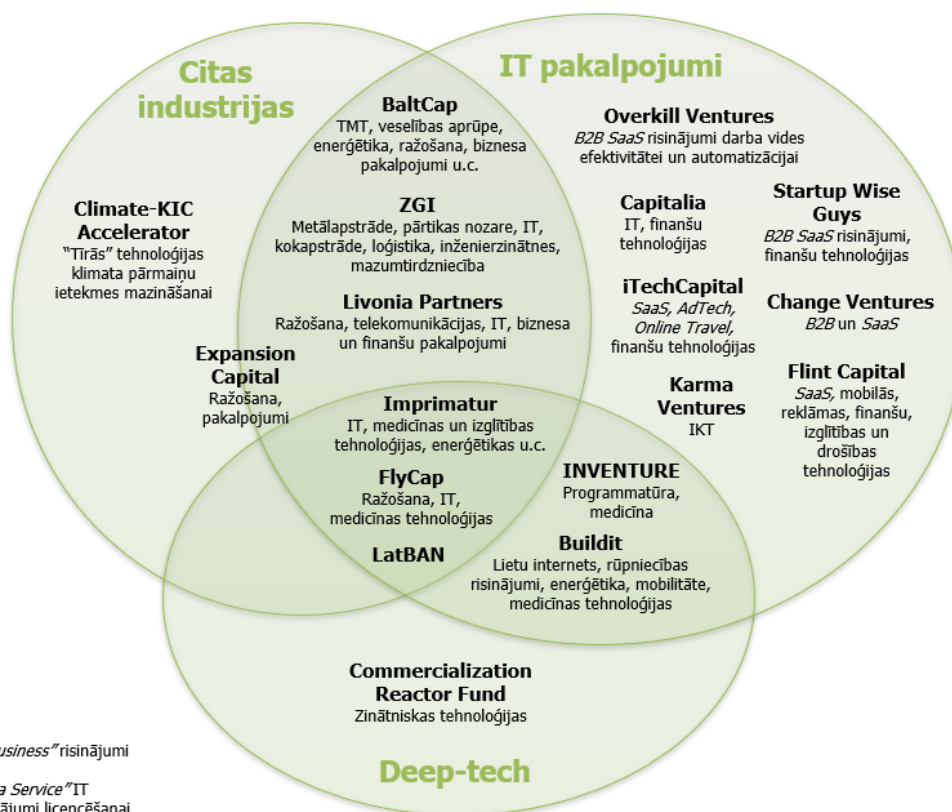 Citas
industrijas
IT pakalpojumi
BaltCap
TMT, veselības aprūpe,
enerģētika, ražošana, biznesa
pakalpojumi u.c.
Overkill Ventures
B2B SaaS risinājumi darba vides
efektivitātei un automatizācijai
Climate-KIC
Accelerator
“Tīrās” tehnoloģijas
klimata pārmaiņu
ietekmes mazināšanai
ZGI
Metālapstrāde, pārtikas nozare, IT,
kokapstrāde, loģistika, inženierzinātnes,
mazumtirdzniecība
Capitalia
IT, finanšu
tehnoloģijas
Startup Wise
Guys
B2B SaaS risinājumi,
finanšu tehnoloģijas
Livonia Partners
Ražošana, telekomunikācijas, IT, biznesa
un finanšu pakalpojumi
iTechCapital
SaaS, AdTech,
Online Travel,
finanšu tehnoloģijas
Change Ventures
B2B un SaaS
Expansion
Capital
Ražošana,
pakalpojumi
Karma
Ventures
IKT
Flint Capital
SaaS, mobilās,
reklāmas, finanšu,
izglītības un
drošības
tehnoloģijas
Imprimatur
IT, medicīnas un izglītības
tehnoloģijas, enerģētikas u.c.
FlyCap
Ražošana, IT,
medicīnas tehnoloģijas
INVENTURE
Programmatūra,
medicīna
LatBAN
Buildit
Lietu internets, rūpniecības
risinājumi, enerģētika, mobilitāte,
medicīnas tehnoloģijas
Commercialization
Reactor Fund
Zinātniskas tehnoloģijas
Deep-tech
usiness” risinājumi
a Service” IT
ājumi licencēšanai